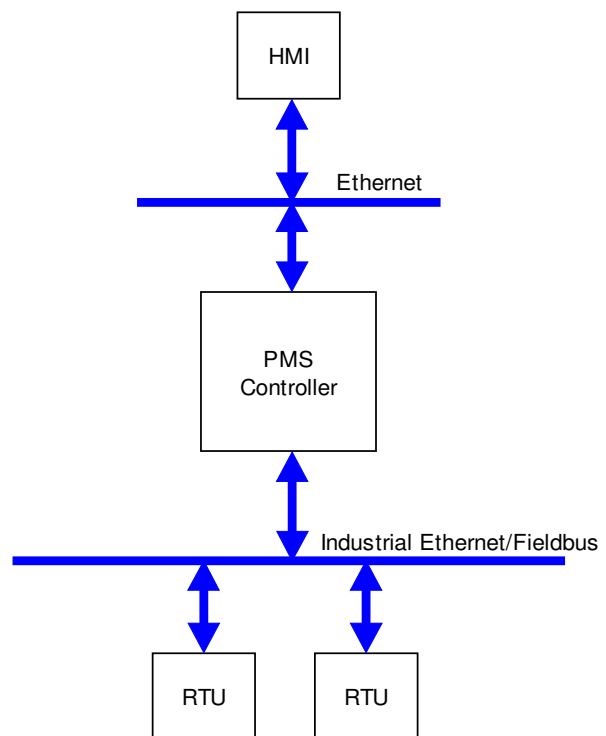 HMI
Ethernet
PMS
Controller
Industrial Ethernet/Fieldbus
RTU
RTU